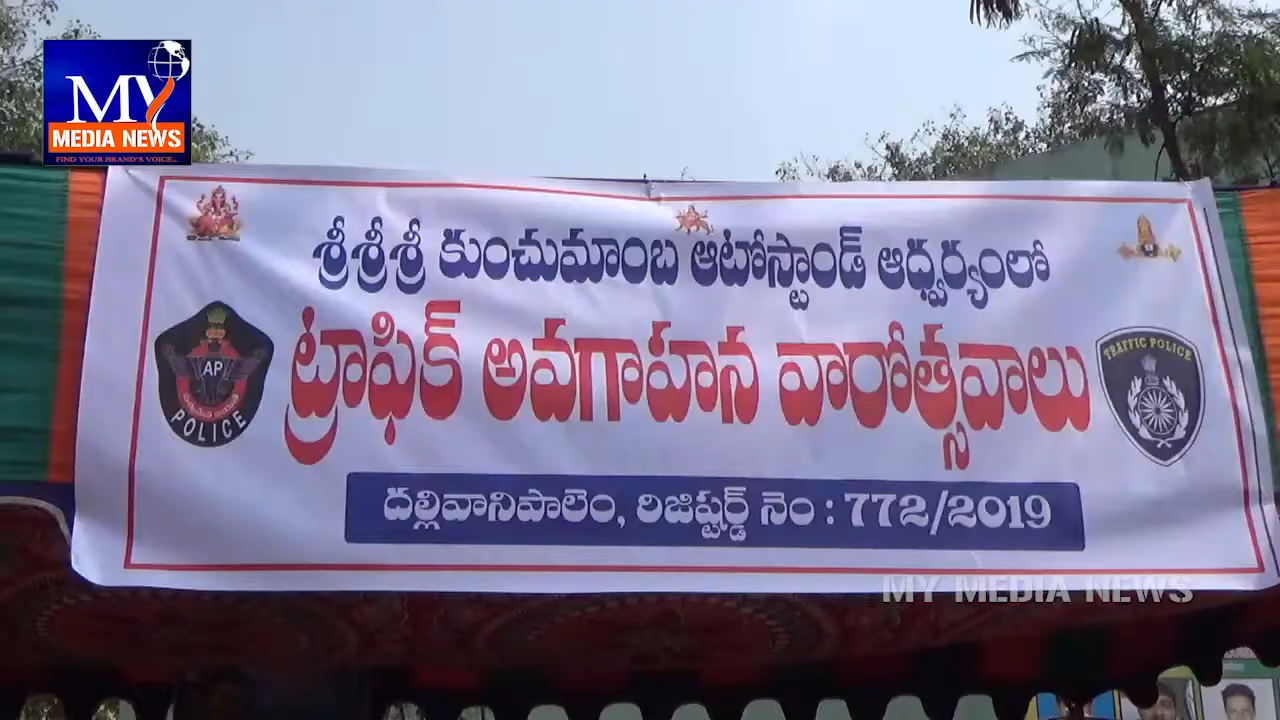 MY
MEDIA NEWS
FIND YOUR BRAND'S VOICE...
శ్రీశ్రీశ్రీ కుంచుమాంబ ఆటోస్టాండ్ ఆధ్వర్యంలో
ట్రాఫిక్ అవగాహన వారోత్సవాలు
AP
POLICE
TRAFFIC POLICE
దల్లివానిపాలెం, రిజిష్టర్డ్ నెం : 772/2019
MY MEDIA NEWS